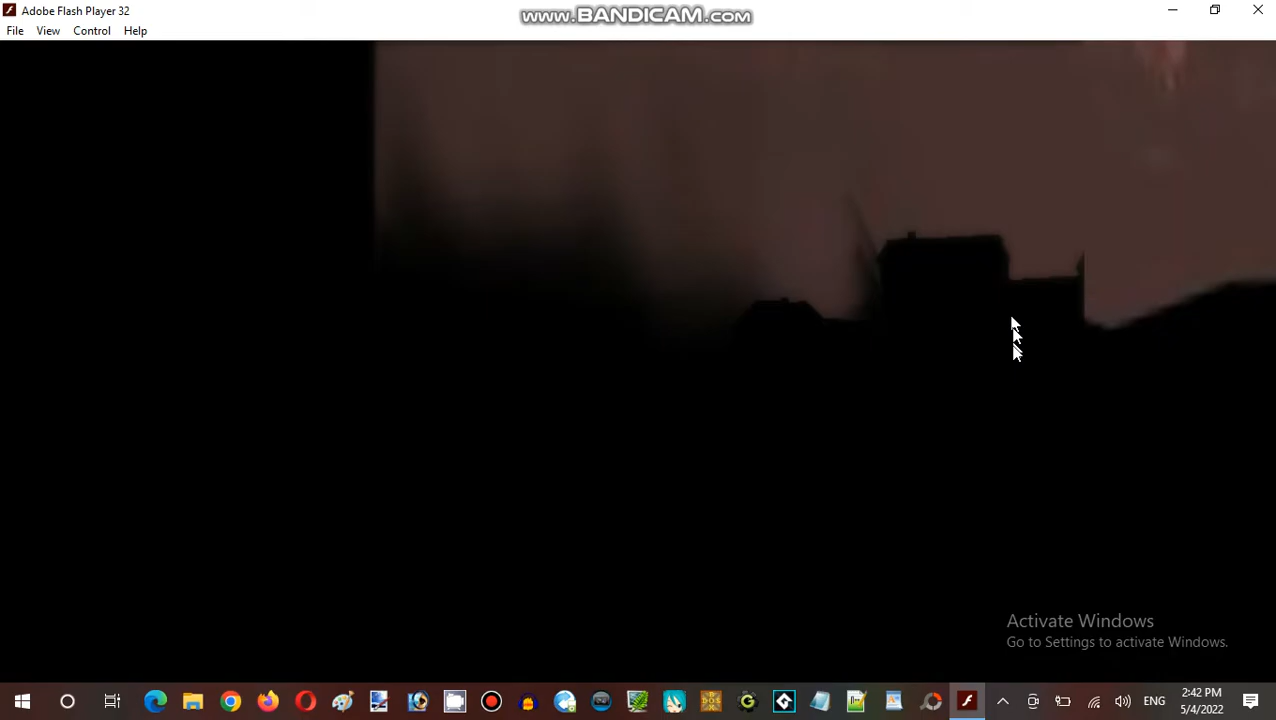 Adobe Flash Player 32
www.BANDICAM.com
File View Control Help
Activate Windows
Go to Settings to activate Windows.
ENG
2:42 PM
5/4/2022